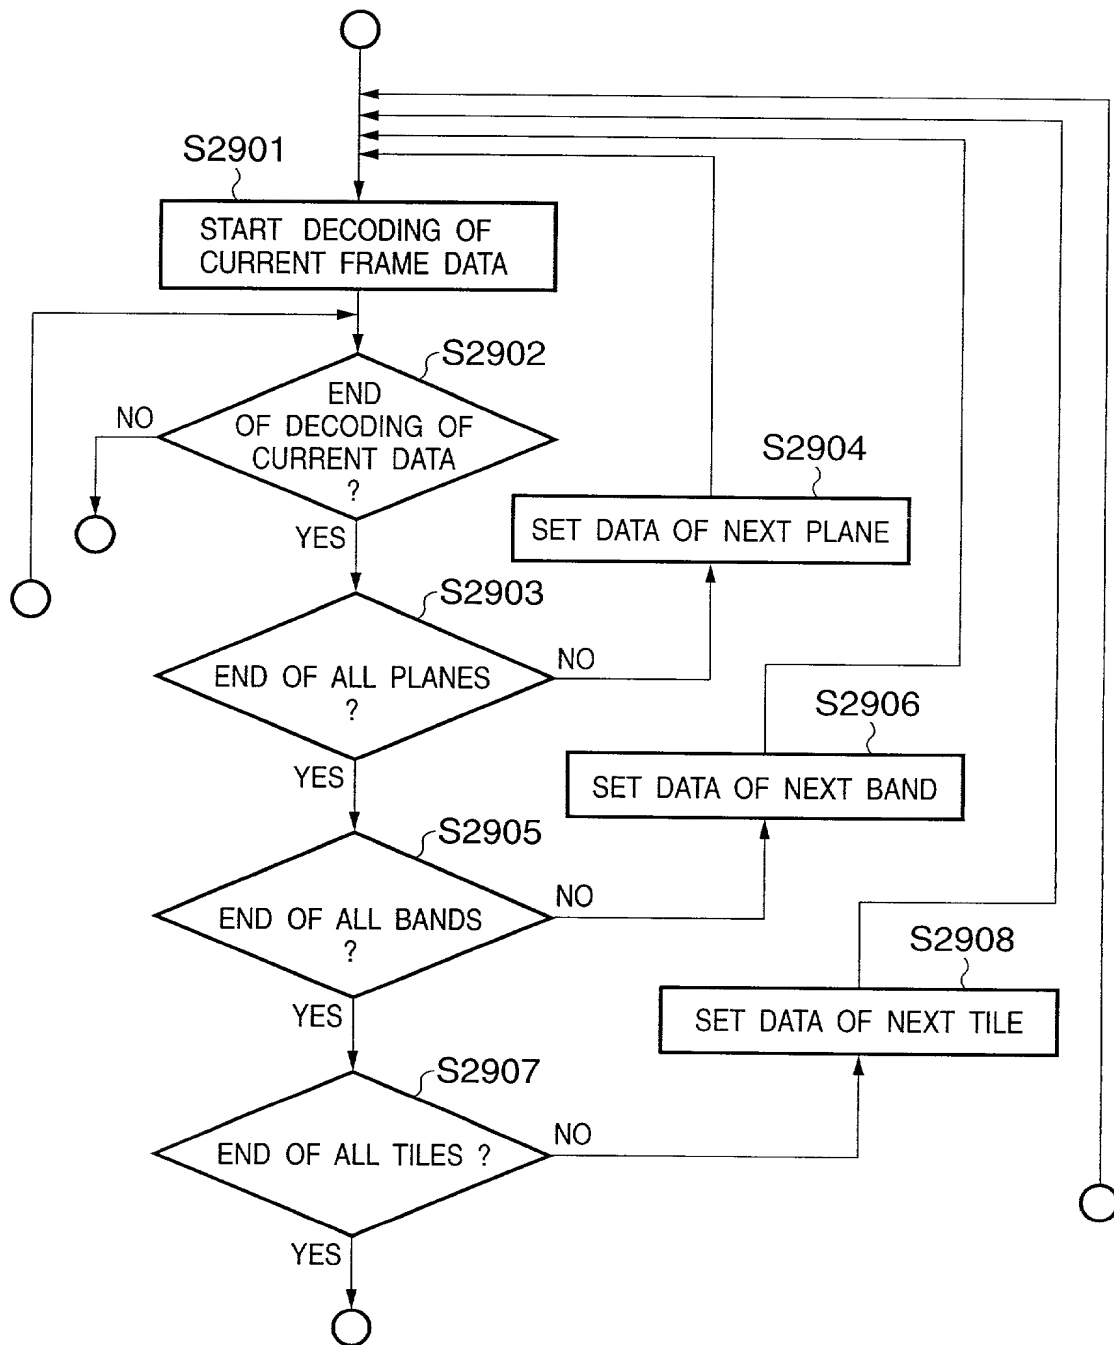 S2901
START DECODING OF
CURRENT FRAME DATA
S2902
END
OF DECODING OF
CURRENT DATA
?
NO
YES
S2904
SET DATA OF NEXT PLANE
S2903
END OF ALL PLANES
?
NO
YES
S2906
SET DATA OF NEXT BAND
S2905
END OF ALL BANDS
?
NO
YES
S2908
SET DATA OF NEXT TILE
S2907
END OF ALL TILES ?
NO
YES